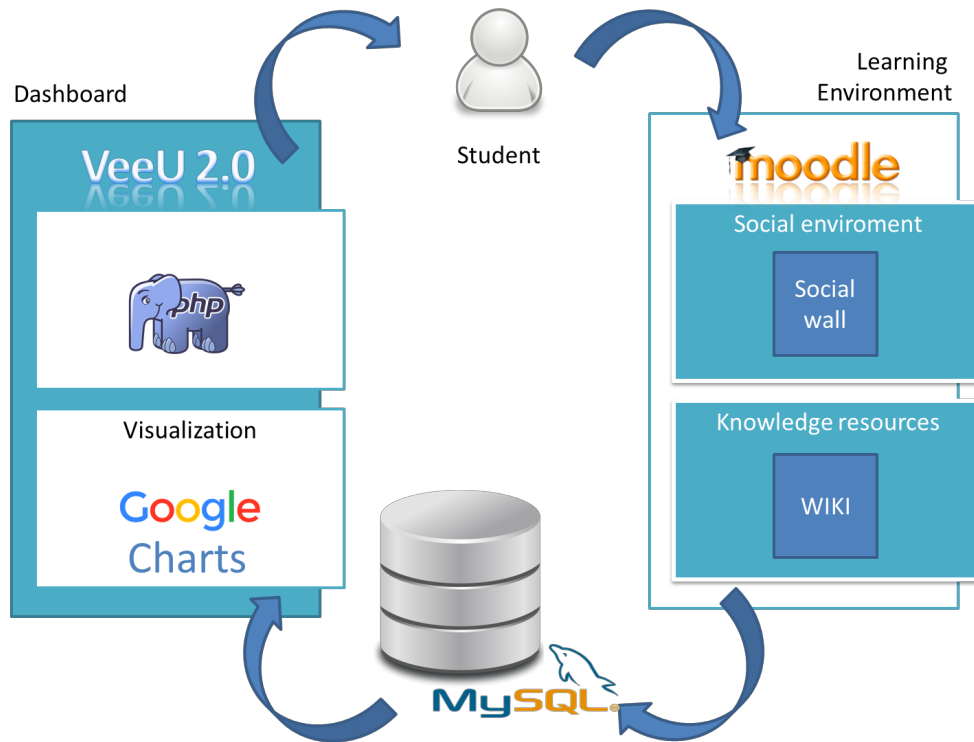 Dashboard
VeeU 2.0
php
Visualization
Google
Charts
Student
Learning
Environment
moodle
Social enviroment
Social
wall
Knowledge resources
WIKI
MySQL